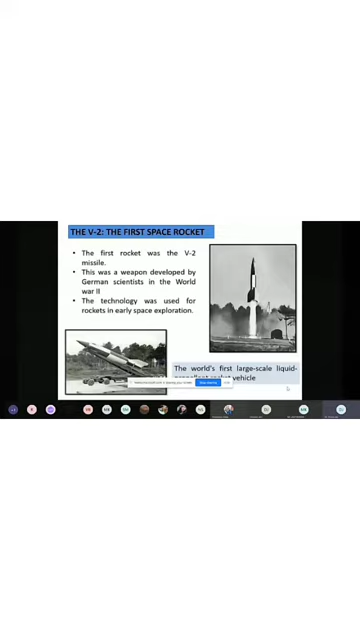 THE V-2: THE FIRST SPACE ROCKET
• The first rocket was the V-2
missile.
• This was a weapon developed by
German scientists in the World
war II
• The technology was used for
rockets in early space exploration.
The world's first large-scale liquid-
propellant rocket vehicle